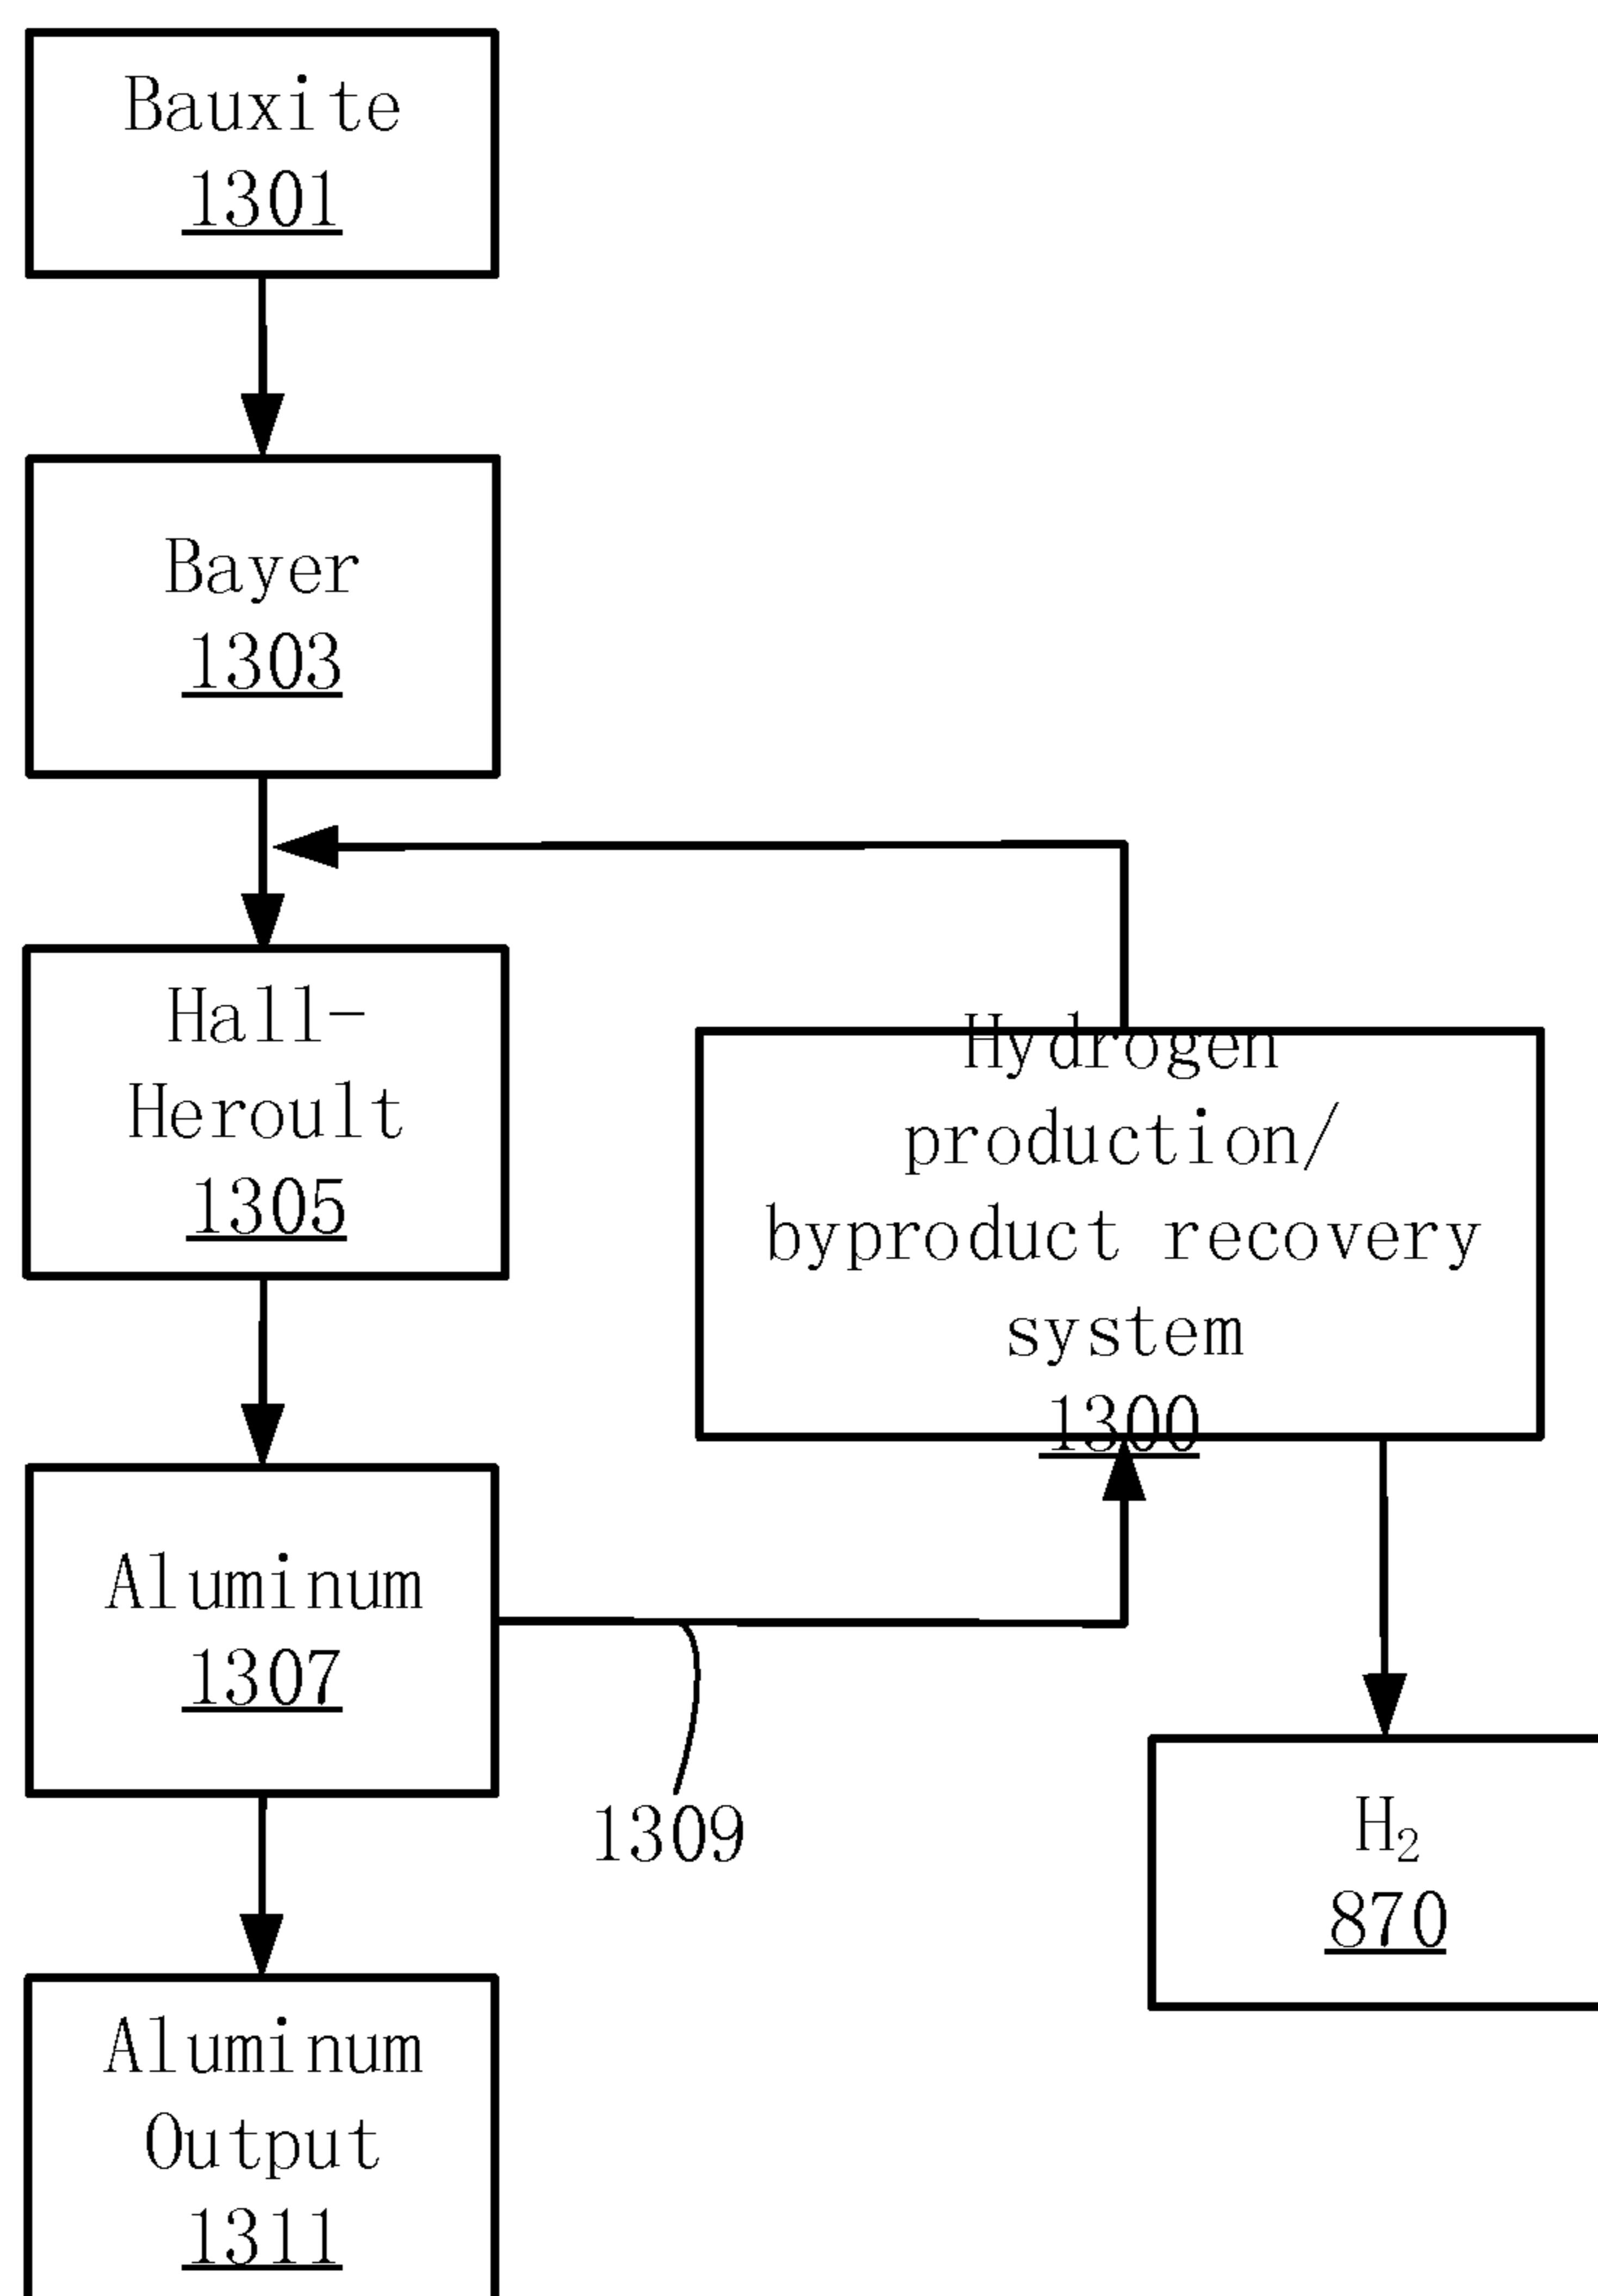 Bauxite
1301
Bayer
1303
Hall-
Heroult
1305
Hydrogen
production/
byproduct recovery
system
1300
Aluminum
1307
1309
H₂
870
Aluminum
Output
1311